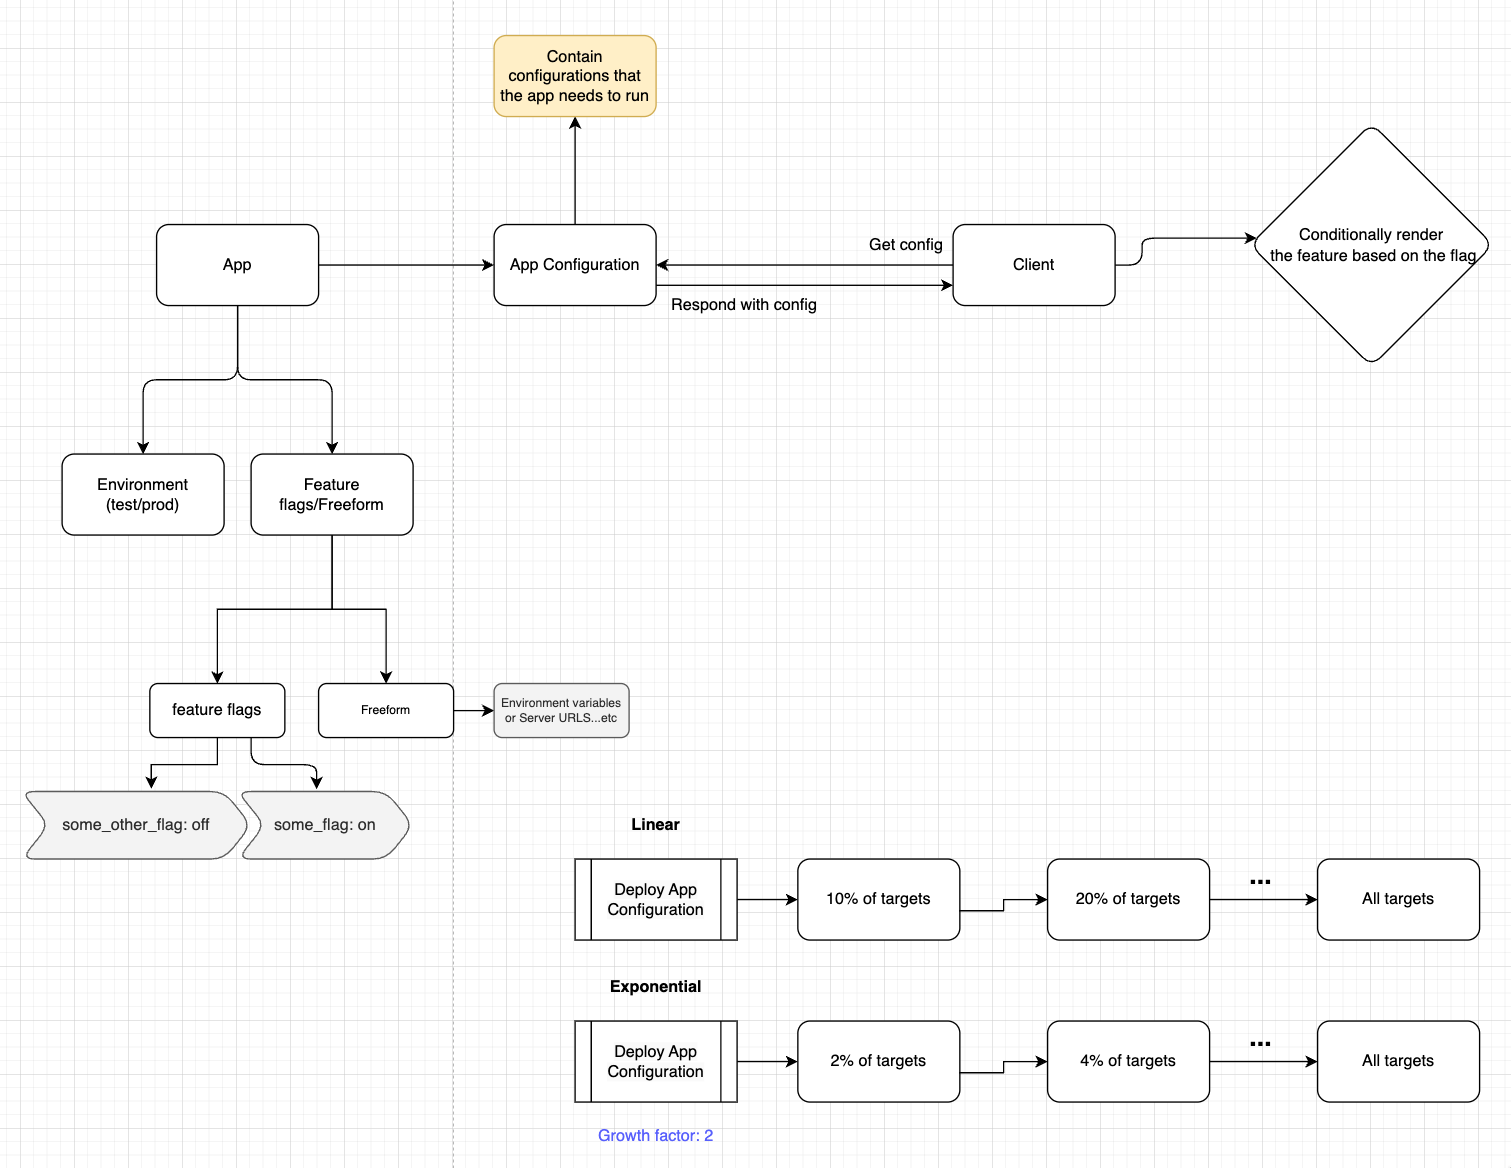 Contain
configurations that
the app needs to run
App
App Configuration
Get config
Respond with config
Client
Conditionally render
the feature based on the flag
Environment
(test/prod)
Feature
flags/Freeform
feature flags
Freeform
Environment variables
or Server URLS...etc
some_other_flag: off
some_flag: on
Linear
Deploy App
Configuration
10% of targets
20% of targets
...
All targets
Exponential
Deploy App
Configuration
2% of targets
4% of targets
...
All targets
Growth factor: 2